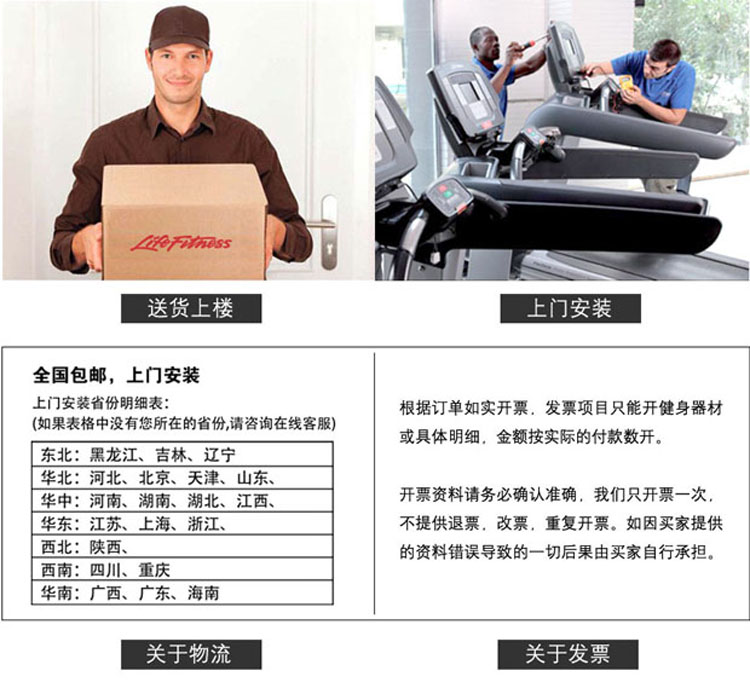 Life Fitness
送货上楼
上门安装
全国包邮，上门安装
上门安装省份明细表：
(如果表格中没有您所在的省份,请咨询在线客服)
东北：黑龙江、吉林、辽宁
华北：河北、北京、天津、山东、
华中：河南、湖南、湖北、江西、
华东：江苏、上海、浙江、
西北：陕西、
西南：四川、重庆
华南：广西、广东、海南
根据订单如实开票，发票项目只能开健身器材
或具体明细，金额按实际的付款数开。
开票资料请务必确认准确，我们只开票一次，
不提供退票，改票，重复开票。如因买家提供
的资料错误导致的一切后果由买家自行承担。
关于物流
关于发票